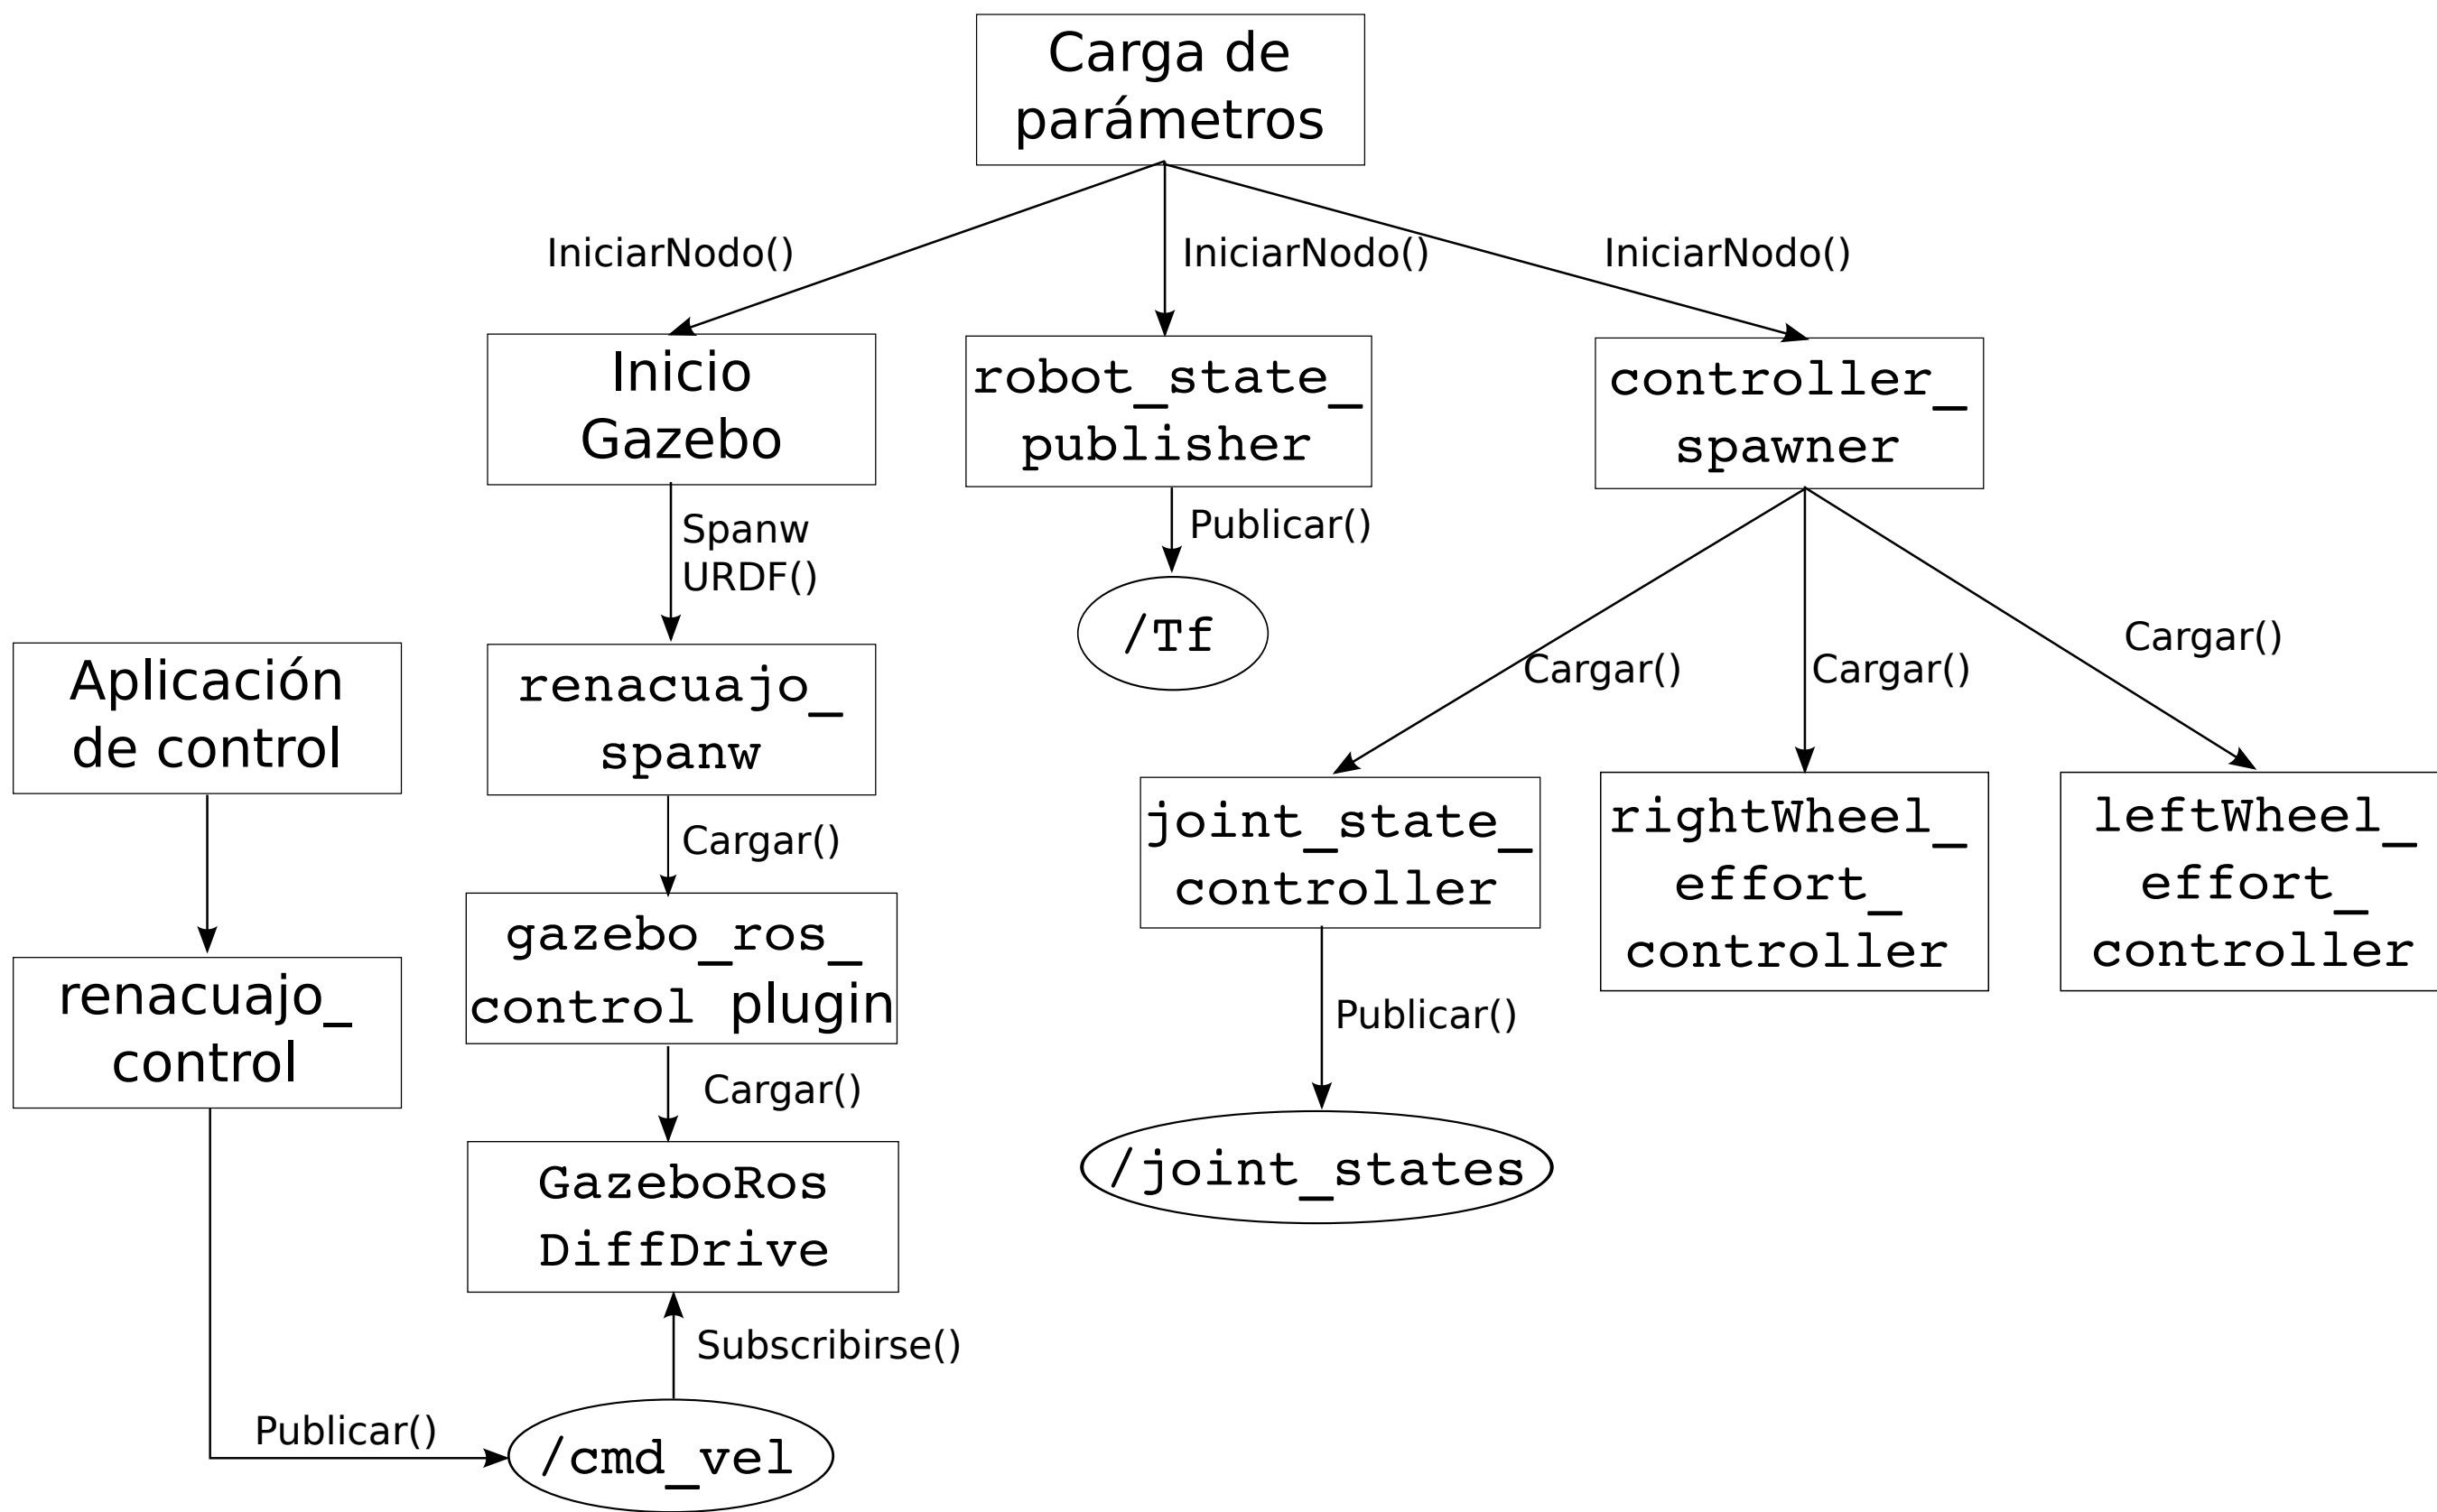 Carga de
parámetros
IniciarNodo()
IniciarNodo()
IniciarNodo()
Inicio
Gazebo
robot_state_
publisher
controller_
spawner
Spanw
URDF()
Publicar()
/Tf
Cargar()
Cargar()
Cargar()
Aplicación
de control
renacuajo_
spanw
Cargar()
joint_state_
controller
rightWheel_
effort_
controller
leftWheel_
effort_
controller
renacuajo_
control
gazebo_ros_
control plugin
Publicar()
Cargar()
/joint_states
GazeboRos
DiffDrive
Subscribirse()
Publicar()
/cmd_vel